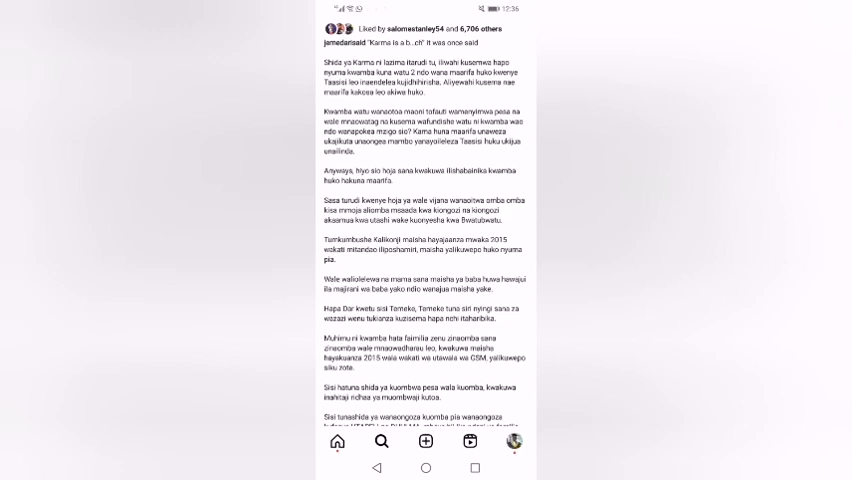 12:36
Liked by salomestanley54 and 6,706 others
jamedarisaid "Karma is a b...ch" it was once said
Shida ya Karma ni lazima itarudi tu, iliwahi kusemwa hapo
nyuma kwamba kuna watu 2 ndo wana maarifa huko kwenye
Taasisi leo inaendelea kujidhihirisha. Aliyewahi kusema nae
maarifa kakosa leo akiwe huko.
Kwamba watu wanaotoa maoni tofauti wamenyimwa pesa na
wale mnaowatag na kusema wafundishe watu ni kwamba wao
ndo wanapokea mzigo sio? Kama huna maarifa unaweza
ukajikuta unaongea mambo yanayoileleza Taasisi huku ukijua
unailinda.
Anyways, hiyo sio hoja sana kwakuwa ilishabainika kwamba
huko hakuna maarifa.
Sasa turudi kwenye hoja ya wale vijana wanaoitwa omba omba
kisa mmoja aliomba msaada kwa kiongozi na kiongozi
akaamua kwa utashi wake kuonyesha kwa Bwatubwatu.
Tumkumbushe Kalikonji maisha hayajaanza mwaka 2015
wakati mitandao iliposhamiri, maisha yalikuwepo huko nyuma
pia.
Wale waliolelewa na mama sana maisha ya baba huwa hawajui
ila majirani wa baba yako ndio wanajua maisha yake.
Hapa Dar kwetu sisi Temeke, Temeke tuna siri nyingi sana za
wazazi wenu tukianza kuzisema hapa nchi itaharibika.
Muhimu ni kwamba hata faimilia zenu zinaomba sana
zinaomba wale mnaowadharau leo, kwakuwa maisha
hayakuanza 2015 wala wakati wa utawala wa GSM, yalikuwepo
siku zote.
Sisi hatuna shida ya kuombwa pesa wala kuomba, kwakuwa
inahitaji ridhaa ya muombwaji kutoa.
Sisi tunashida ya wanaongoza kuomba pia wanaongoza